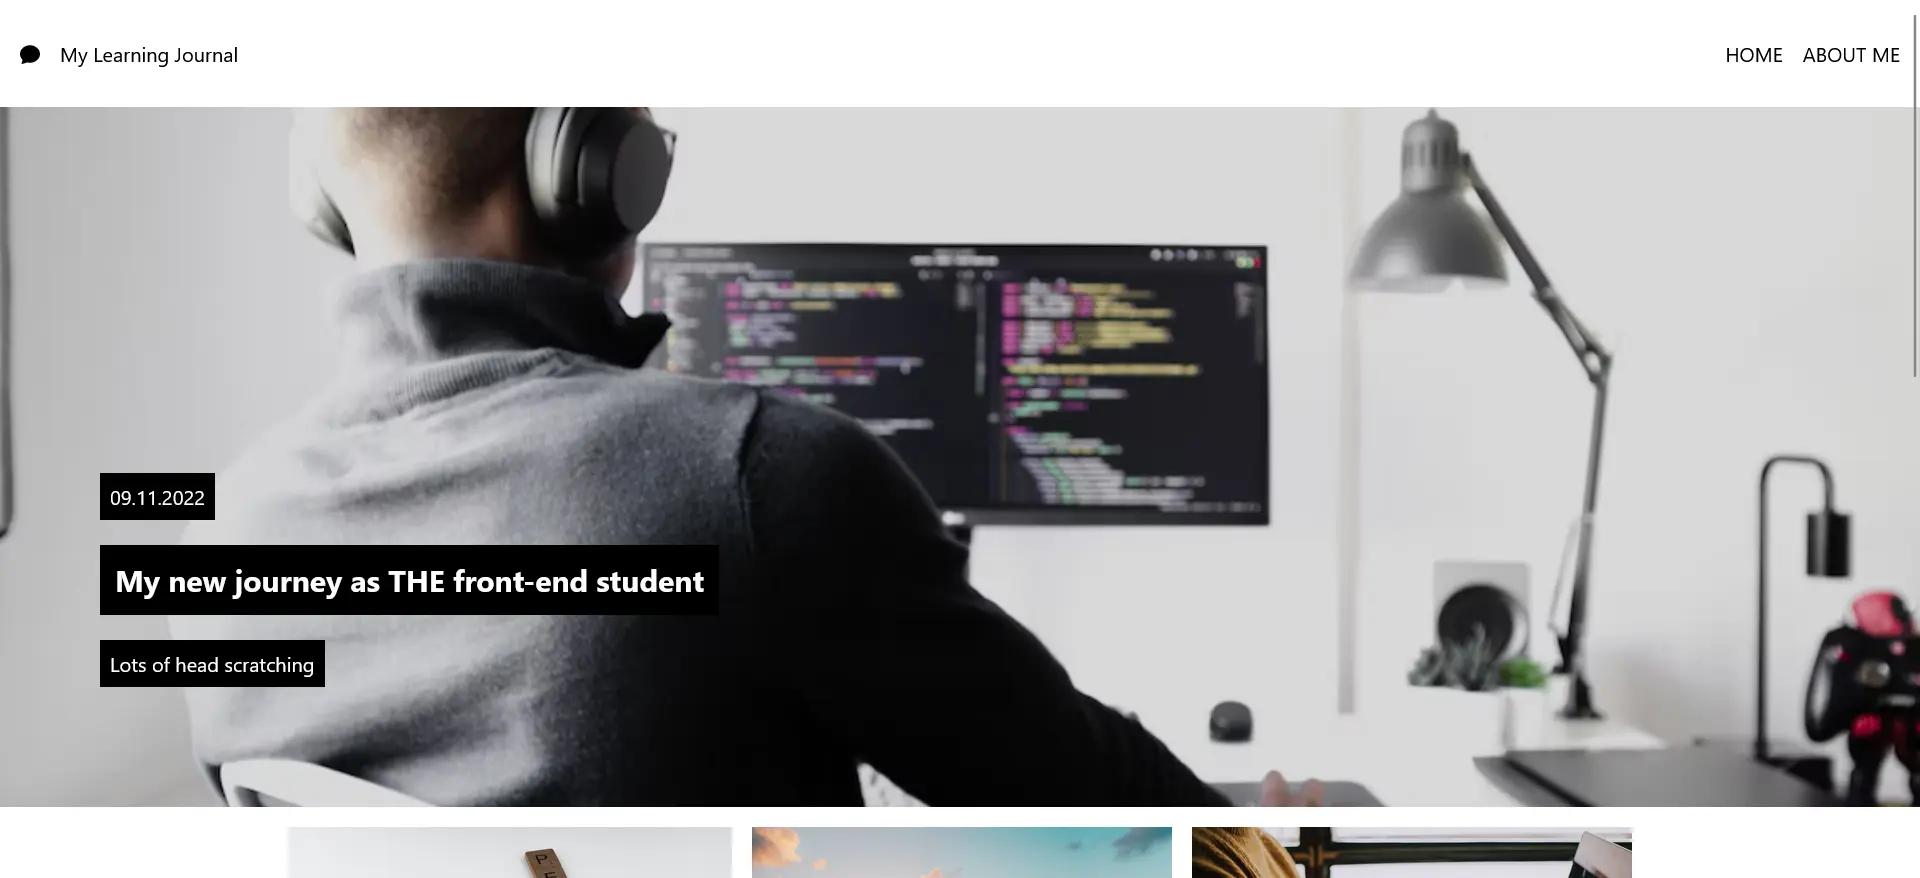 My Learning Journal
HOME ABOUT ME
09.11.2022
My new journey as THE front-end student
Lots of head scratching
P